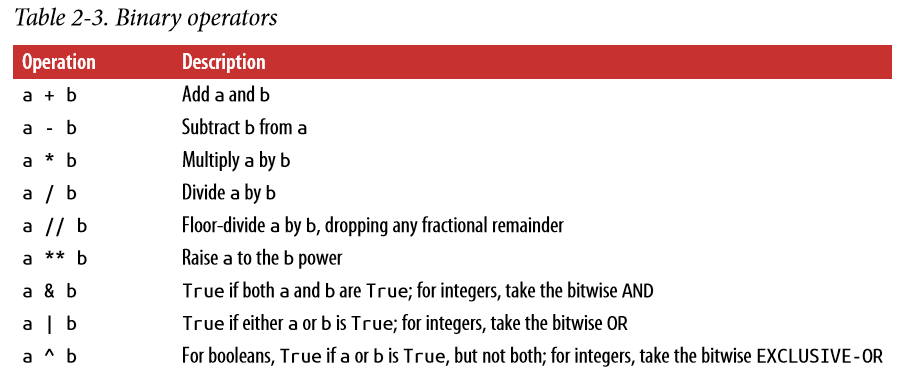 Table 2-3. Binary operators
Operation Description
a + b Add a and b
a - b Subtract b from a
a * b Multiply a by b
a / b Divide a by b
a // b Floor-divide a by b, dropping any fractional remainder
a ** b Raise a to the b power
a & b True if both a and b are True; for integers, take the bitwise AND
a | b True if either a or b is True; for integers, take the bitwise OR
a ^ b For booleans, True if a or b is True, but not both; for integers, take the bitwise EXCLUSIVE-OR